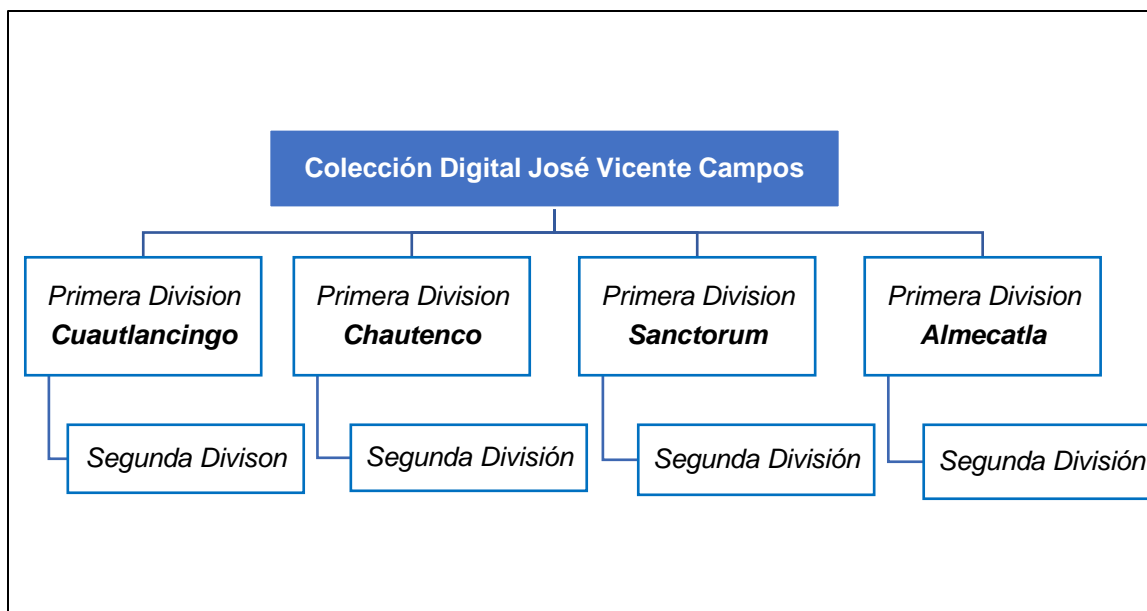 Colección Digital José Vicente Campos
Primera Division
Cuautlancingo
Primera Division
Chautenco
Primera Division
Sanctorum
Primera Division
Almecatla
Segunda Divison
Segunda División
Segunda División
Segunda División